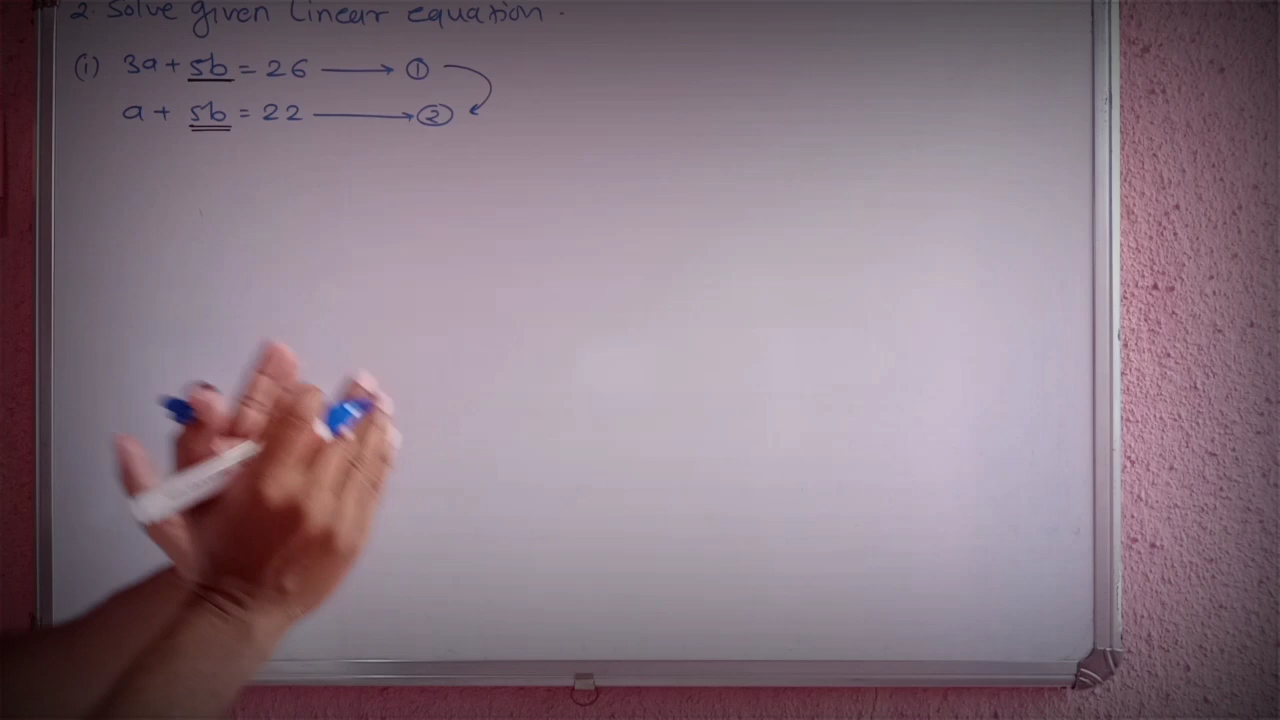 2. Solve given Linear equation.
(i) 3a + 5b = 26 ⟶ ①
a + 5b = 22 ⟶ ②